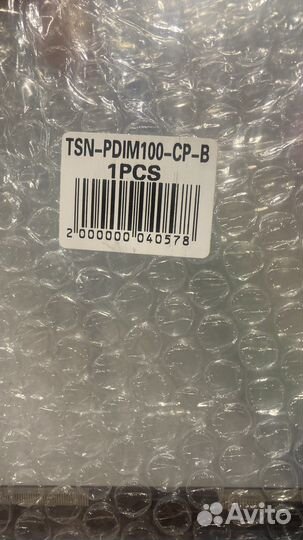 TSN-PDIM100-CP-B
1PCS
2 000000 040578
Avito